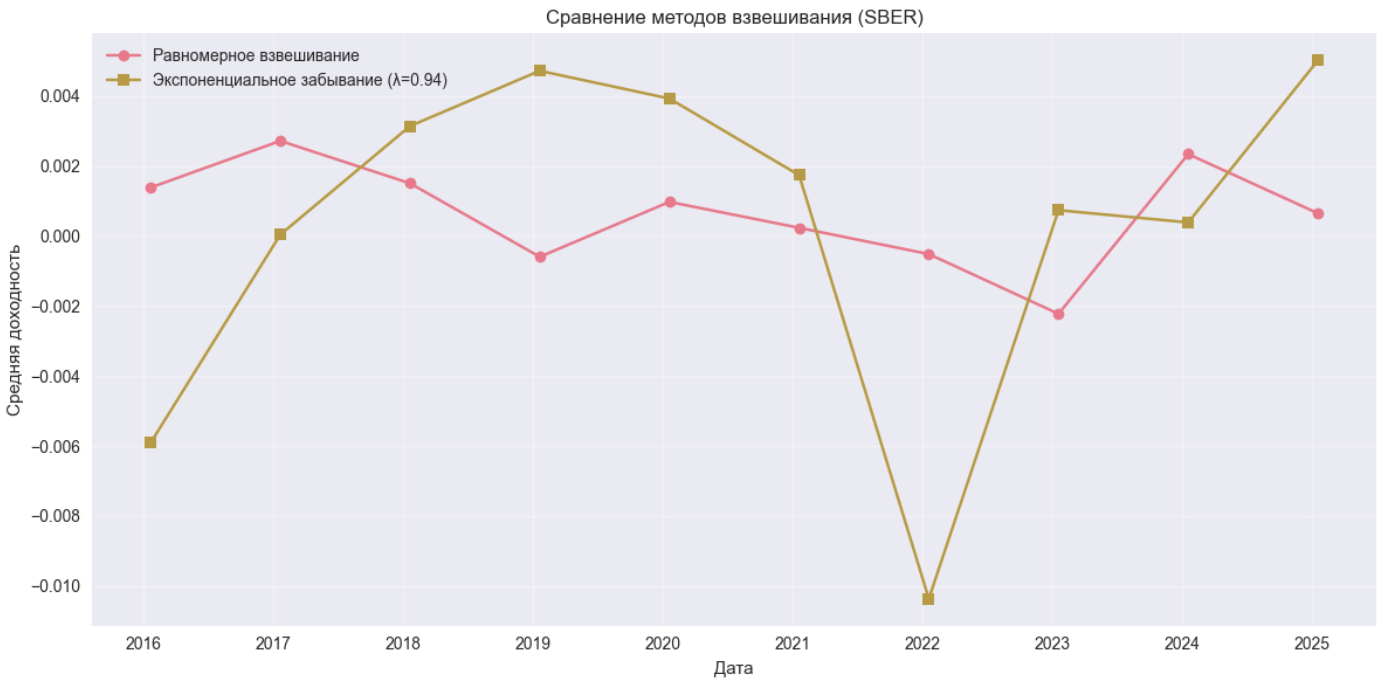 Сравнение методов взвешивания (SBER)
Равномерное взвешивание
Экспоненциальное забывание (λ=0.94)
Средняя доходность
0.004
0.002
0.000
−0.002
−0.004
−0.006
−0.008
−0.010
2016 2017 2018 2019 2020 2021 2022 2023 2024 2025
Дата